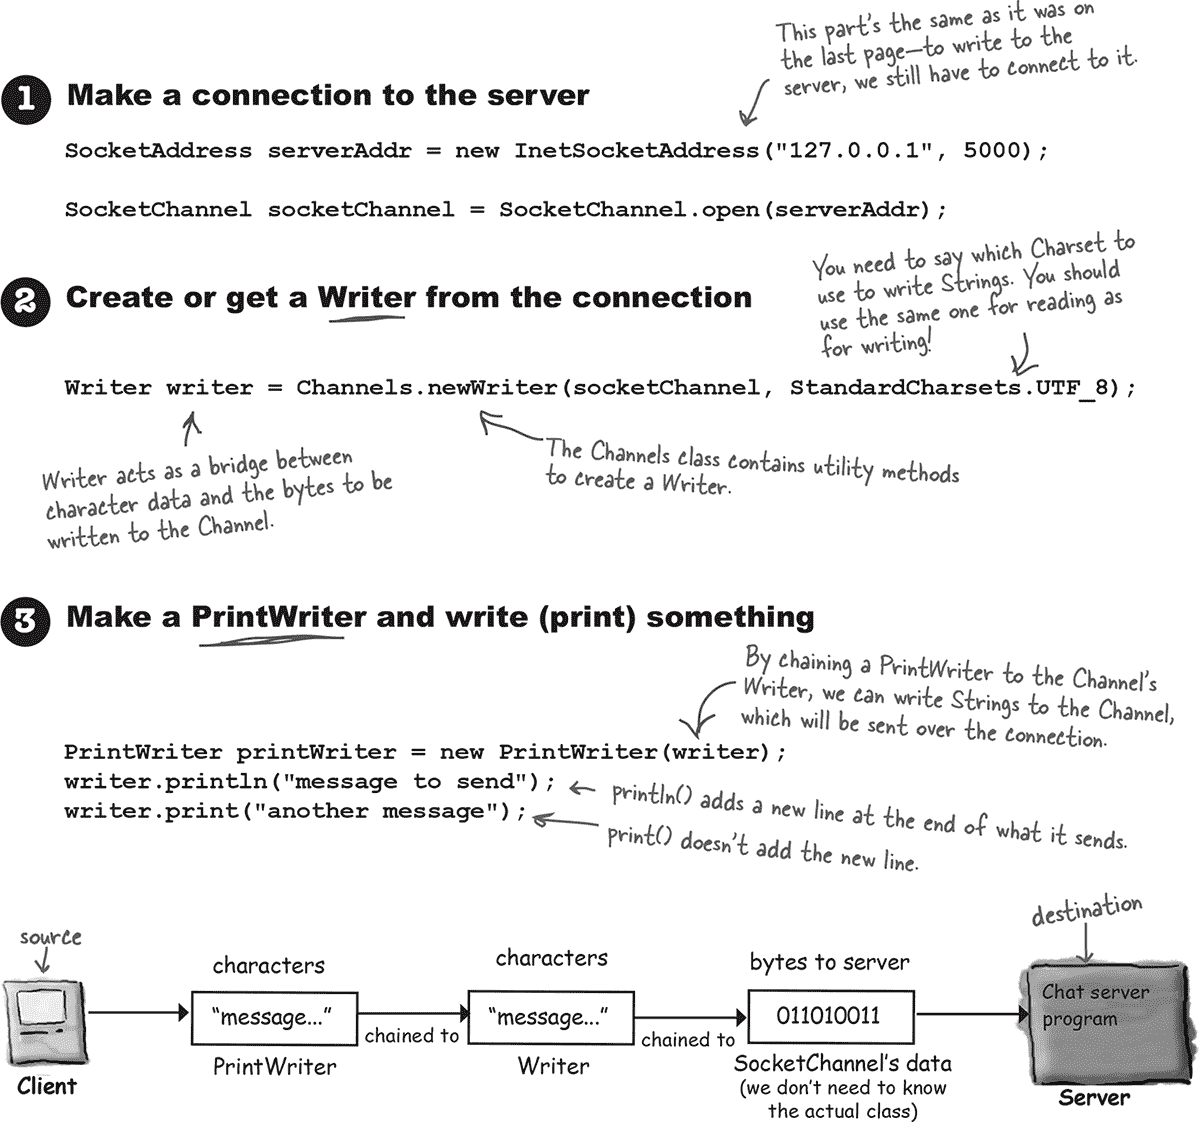 This part's the same as it was on
the last page—to write to the
server, we still have to connect to it.
1 Make a connection to the server
SocketAddress serverAddr = new InetSocketAddress("127.0.0.1", 5000);
SocketChannel socketChannel = SocketChannel.open(serverAddr);
You need to say which Charset to
use to write Strings. You should
use the same one for reading as
for writing!
2 Create or get a Writer from the connection
Writer writer = Channels.newWriter(socketChannel, StandardCharsets.UTF_8);
Writer acts as a bridge between
character data and the bytes to be
written to the Channel.
The Channels class contains utility methods
to create a Writer.
3 Make a PrintWriter and write (print) something
By chaining a PrintWriter to the Channel's
Writer, we can write Strings to the Channel,
which will be sent over the connection.
PrintWriter printWriter = new PrintWriter(writer);
writer.println("message to send");
println() adds a new line at the end of what it sends.
writer.print("another message");
print() doesn't add the new line.
source
destination
characters
characters
bytes to server
"message..."
chained to
"message..."
chained to
011010011
Chat server
program
Client
PrintWriter
Writer
SocketChannel's data
(we don't need to know
the actual class)
Server